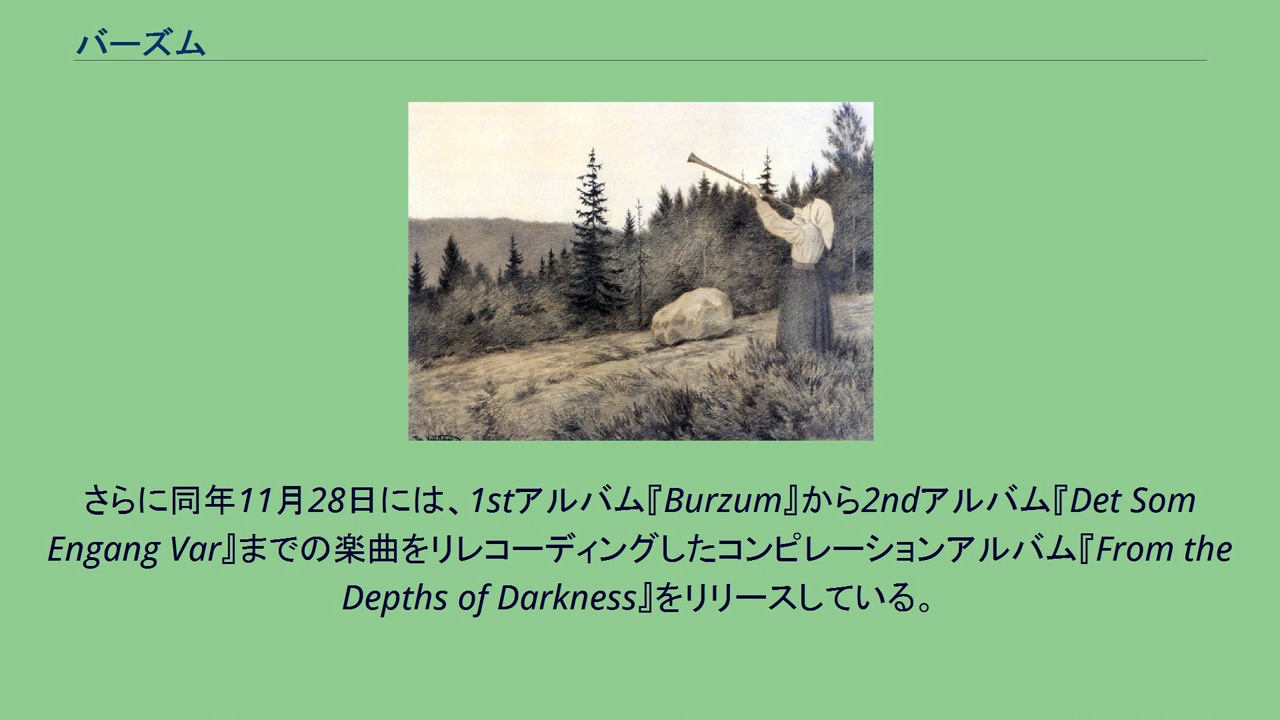 バーズム
さらに同年11月28日には、1stアルバム『Burzum』から2ndアルバム『Det Som
Engang Var』までの楽曲をリレコーディングしたコンピレーションアルバム『From the
Depths of Darkness』をリリースしている。